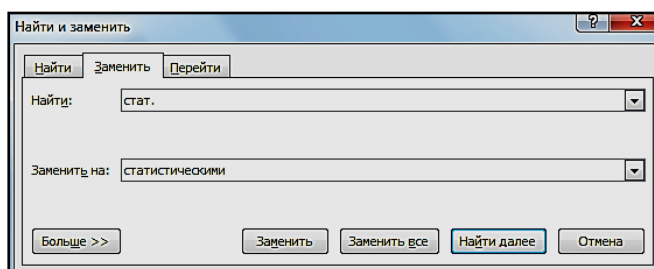 Найти и заменить
Найти Заменить Перейти
Найти: стат.
Заменить на: статистическими
Больше >> Заменить Заменить все Найти далее Отмена